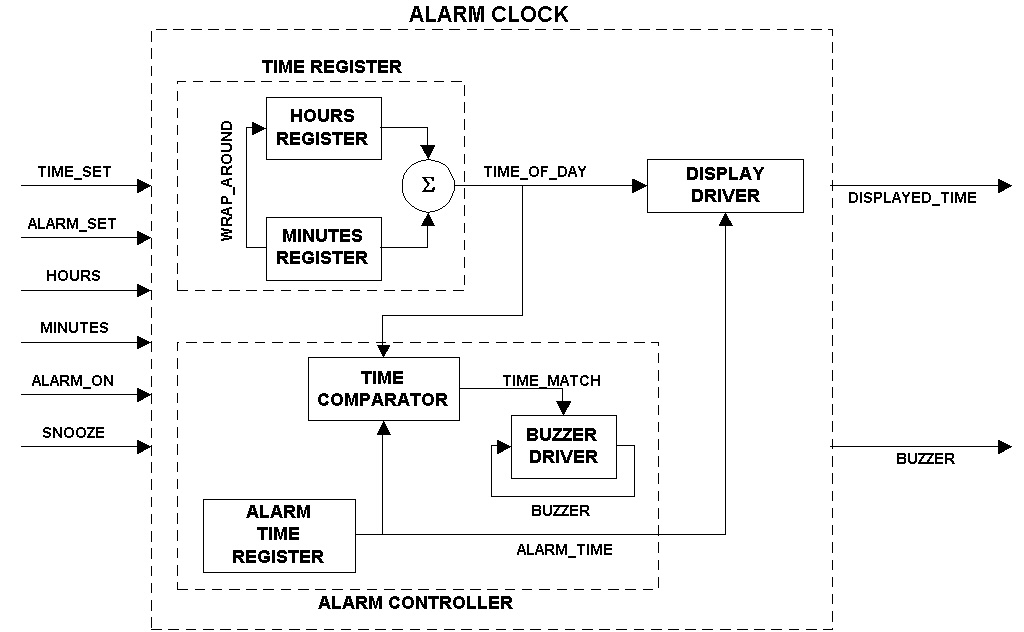 ALARM CLOCK
TIME REGISTER
HOURS
REGISTER
WRAP_AROUND
Σ
MINUTES
REGISTER
TIME_OF_DAY
DISPLAY
DRIVER
DISPLAYED_TIME
TIME_SET
ALARM_SET
HOURS
MINUTES
ALARM_ON
SNOOZE
TIME
COMPARATOR
TIME_MATCH
BUZZER
DRIVER
BUZZER
BUZZER
ALARM
TIME
REGISTER
ALARM_TIME
ALARM CONTROLLER